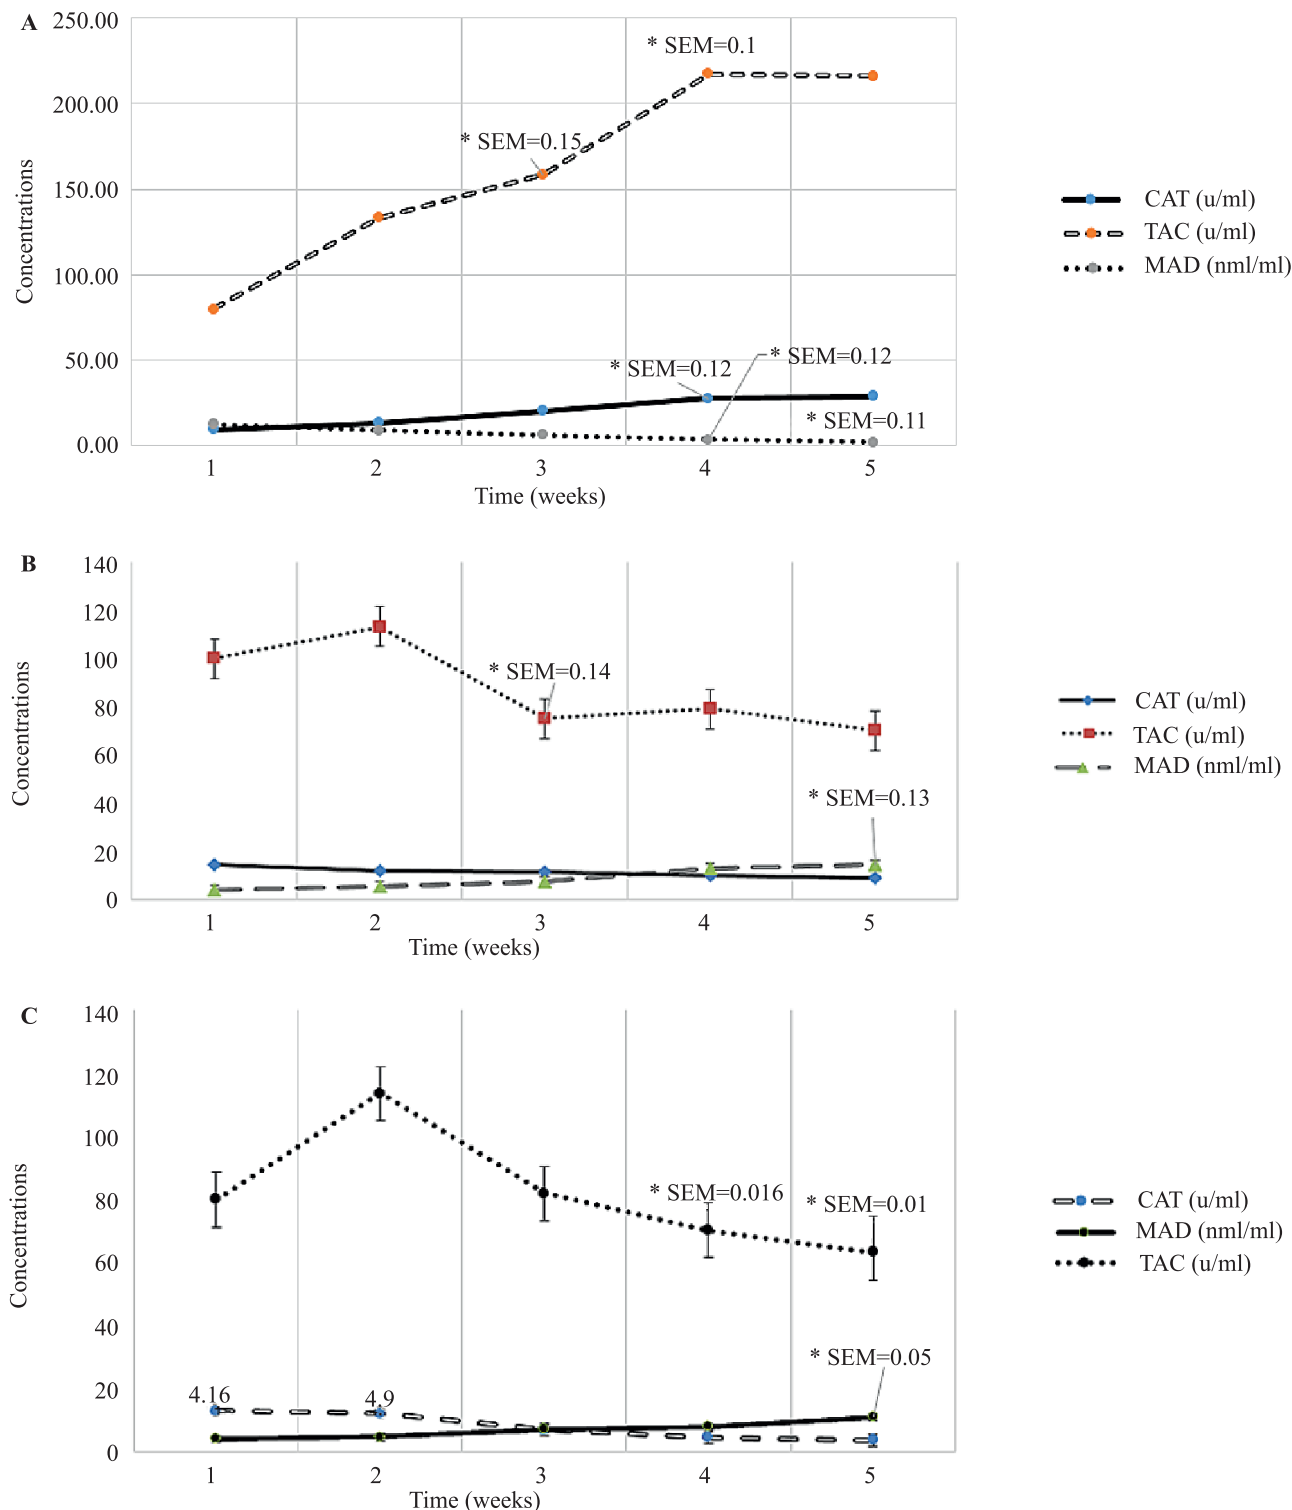 A
250.00
200.00
150.00
100.00
50.00
0.00
Concentrations
* SEM=0.1
* SEM=0.15
* SEM=0.12
* SEM=0.12
* SEM=0.11
1 2 3 4 5
Time (weeks)
CAT (u/ml)
TAC (u/ml)
MAD (nml/ml)
B
140
120
100
80
60
40
20
0
Concentrations
* SEM=0.14
* SEM=0.13
1 2 3 4 5
Time (weeks)
CAT (u/ml)
TAC (u/ml)
MAD (nml/ml)
C
140
120
100
80
60
40
20
0
Concentrations
* SEM=0.016
* SEM=0.01
* SEM=0.05
4.16
4.9
1 2 3 4 5
Time (weeks)
CAT (u/ml)
MAD (nml/ml)
TAC (u/ml)